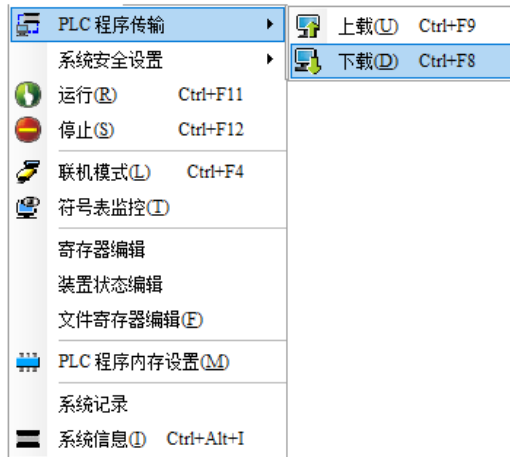 PLC 程序传输
上载(U) Ctrl+F9
下载(D) Ctrl+F8
系统安全设置
运行(R) Ctrl+F11
停止(S) Ctrl+F12
联机模式(L) Ctrl+F4
符号表监控(T)
寄存器编辑
装置状态编辑
文件寄存器编辑(F)
PLC 程序内存设置(M)
系统记录
系统信息(I) Ctrl+Alt+I